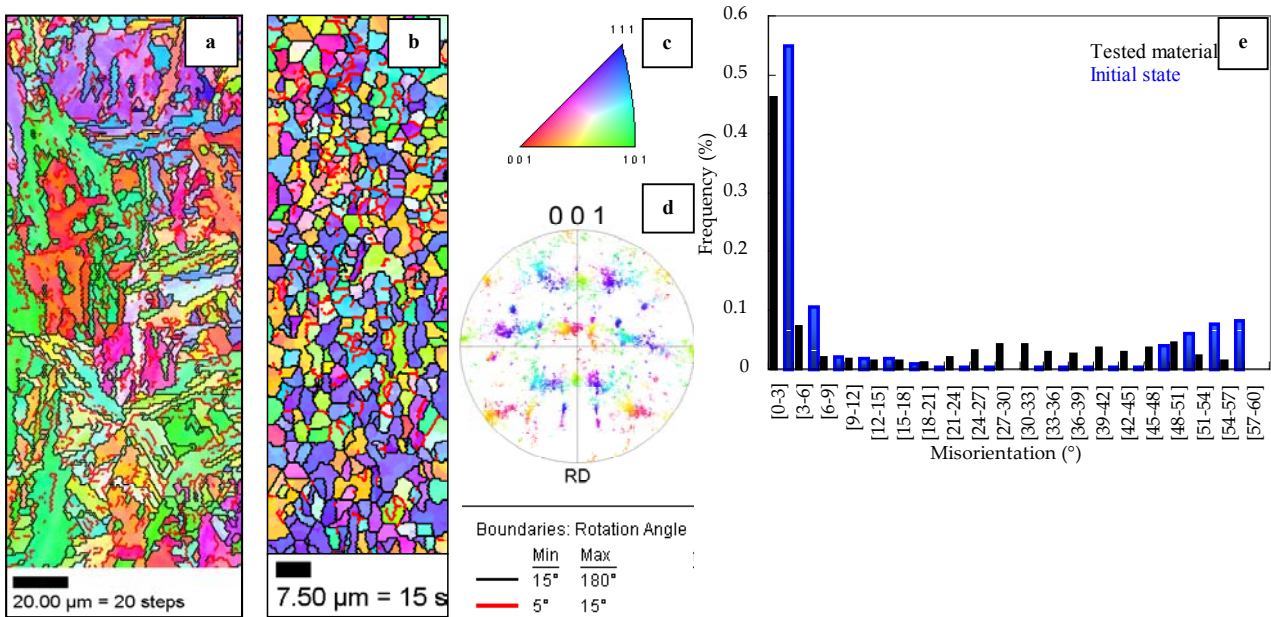 a
20.00 µm = 20 steps
b
7.50 µm = 15 s
c
1 1 1
0 0 1
1 0 1
d
0 0 1
RD
Boundaries: Rotation Angle
Min Max
15° 180°
5° 15°
e
Tested material
Initial state
Frequency (%)
0.6
0.5
0.4
0.3
0.2
0.1
0
[0-3]
[3-6]
[6-9]
[9-12]
[12-15]
[15-18]
[18-21]
[21-24]
[24-27]
[27-30]
[30-33]
[33-36]
[36-39]
[39-42]
[42-45]
[45-48]
[48-51]
[51-54]
[54-57]
[57-60]
Misorientation (°)